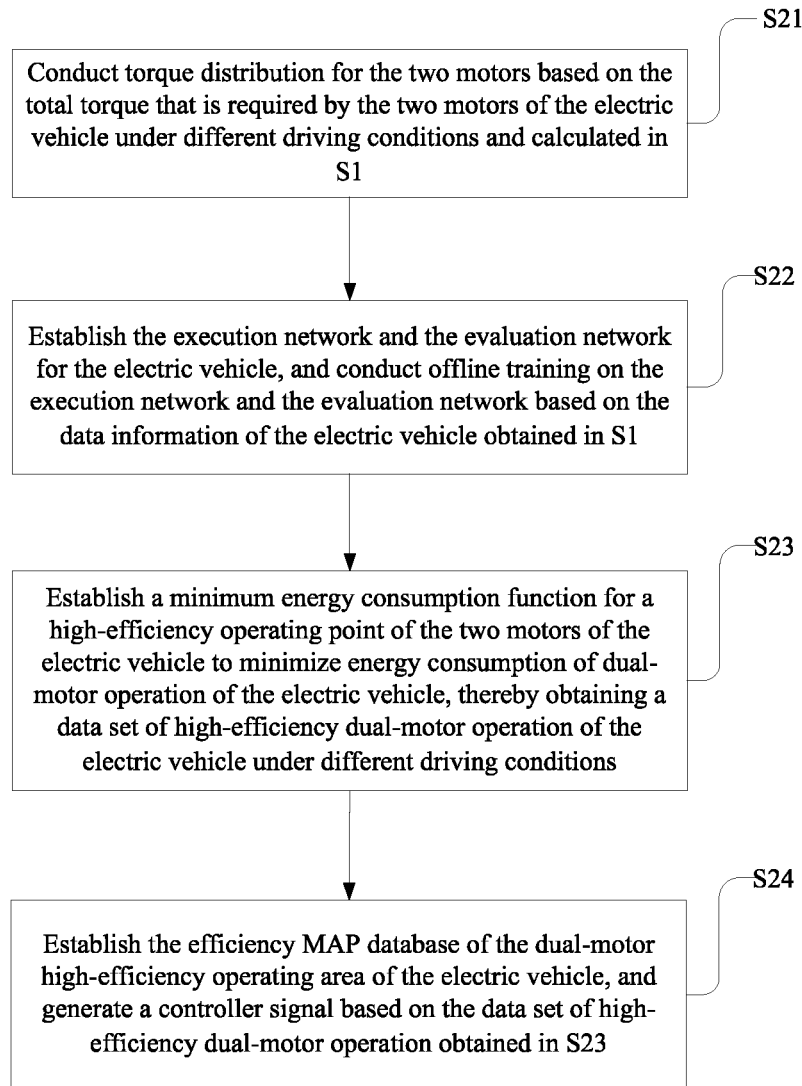 S21
Conduct torque distribution for the two motors based on the
total torque that is required by the two motors of the electric
vehicle under different driving conditions and calculated in
S1
S22
Establish the execution network and the evaluation network
for the electric vehicle, and conduct offline training on the
execution network and the evaluation network based on the
data information of the electric vehicle obtained in S1
S23
Establish a minimum energy consumption function for a
high-efficiency operating point of the two motors of the
electric vehicle to minimize energy consumption of dual-
motor operation of the electric vehicle, thereby obtaining a
data set of high-efficiency dual-motor operation of the
electric vehicle under different driving conditions
S24
Establish the efficiency MAP database of the dual-motor
high-efficiency operating area of the electric vehicle, and
generate a controller signal based on the data set of high-
efficiency dual-motor operation obtained in S23